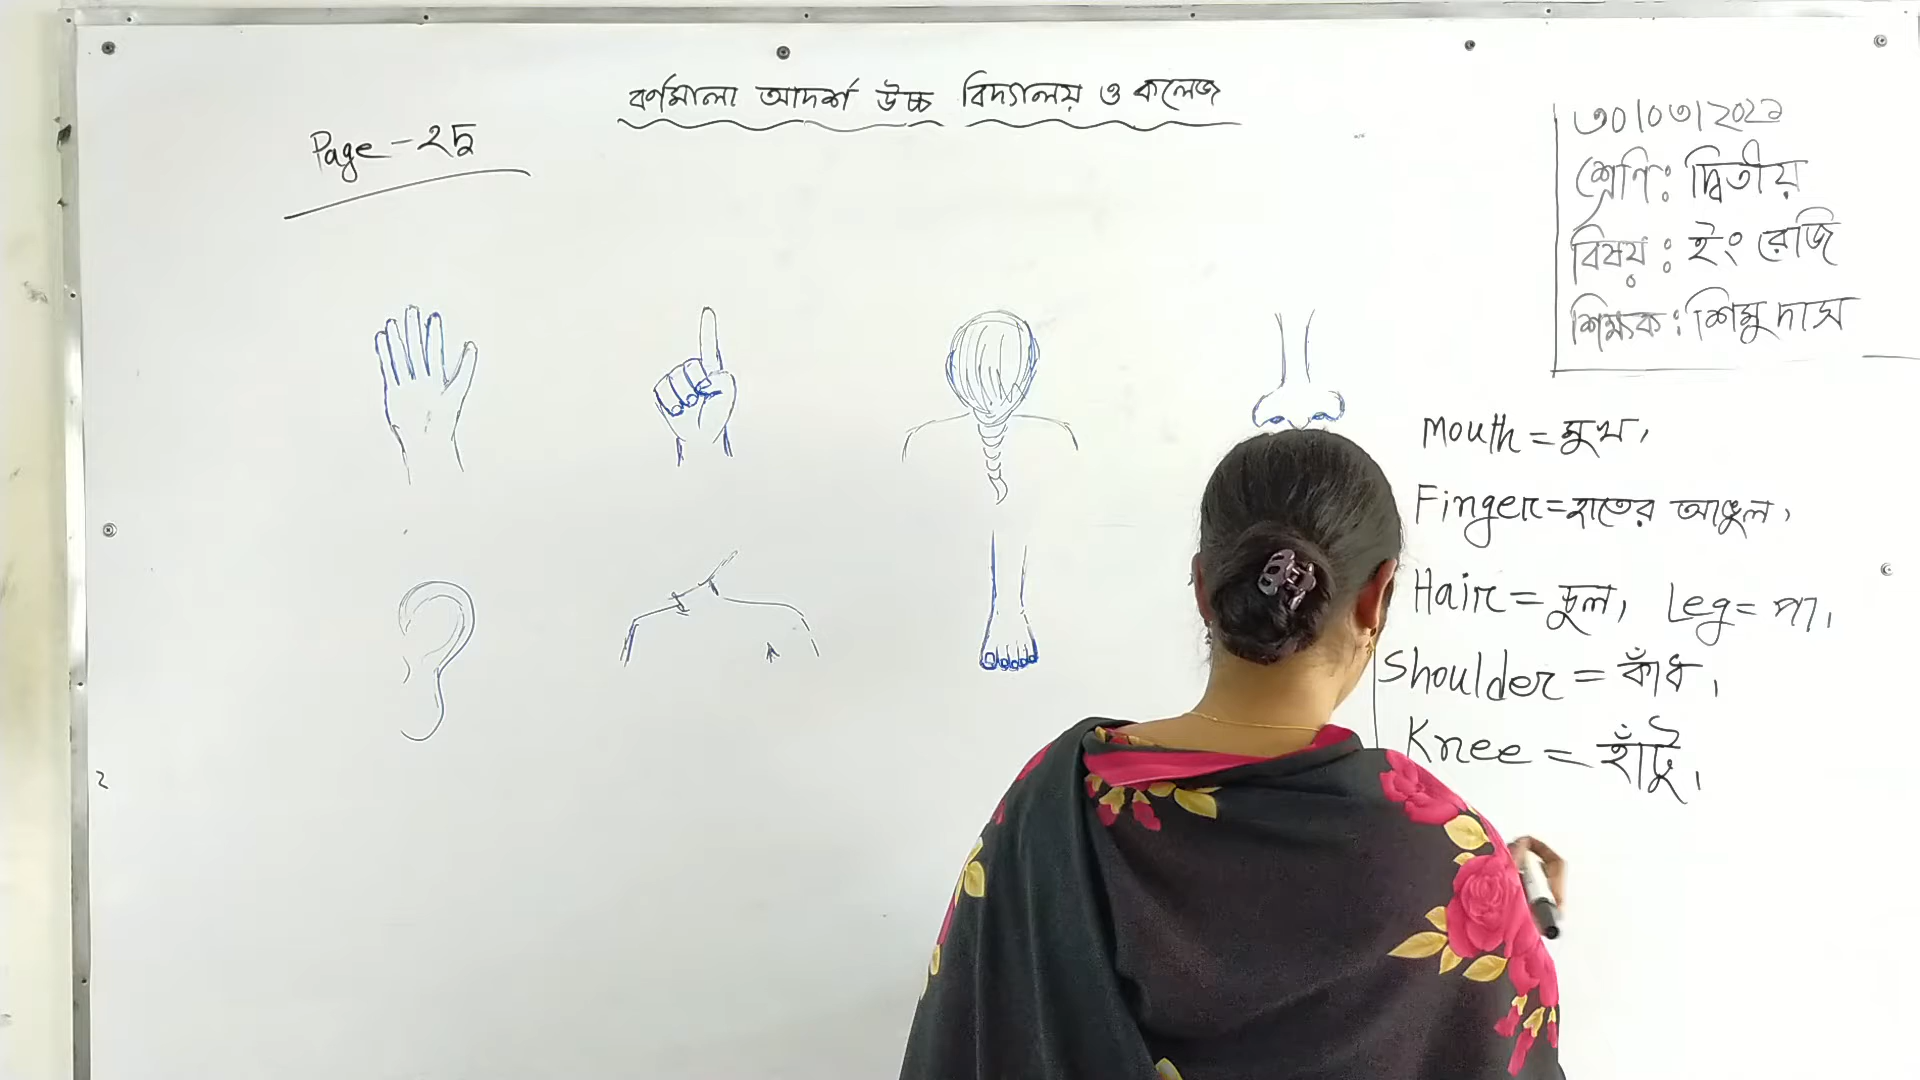 বর্ণমালা আদর্শ উচ্চ বিদ্যালয় ও কলেজ
Page - ২৮
৩০/০৩/২০২১
শ্রেণি: দ্বিতীয়
বিষয়: ইংরেজি
শিক্ষক: শিমু দাস
Mouth = মুখ,
Finger = হাতের আঙুল,
Hair = চুল, Leg = পা,
Shoulder = কাঁধ,
Knee = হাঁটু,